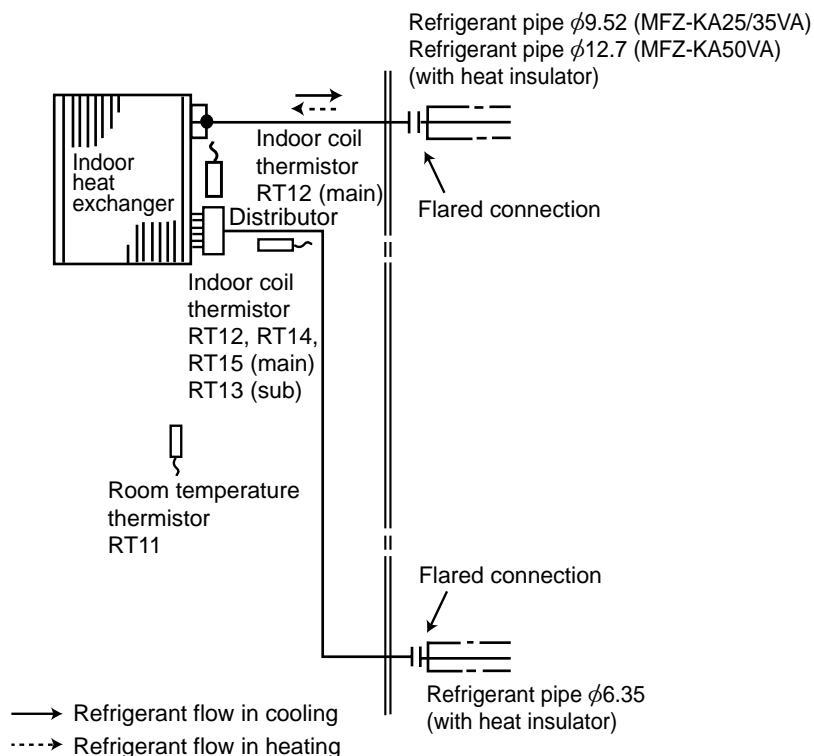 Refrigerant pipe ϕ9.52 (MFZ-KA25/35VA)
Refrigerant pipe ϕ12.7 (MFZ-KA50VA)
(with heat insulator)
Indoor
heat
exchanger
Indoor coil
thermistor
RT12 (main)
Flared connection
Distributor
Indoor coil
thermistor
RT12, RT14,
RT15 (main)
RT13 (sub)
Room temperature
thermistor
RT11
Flared connection
Refrigerant pipe ϕ6.35
(with heat insulator)
Refrigerant flow in cooling
Refrigerant flow in heating